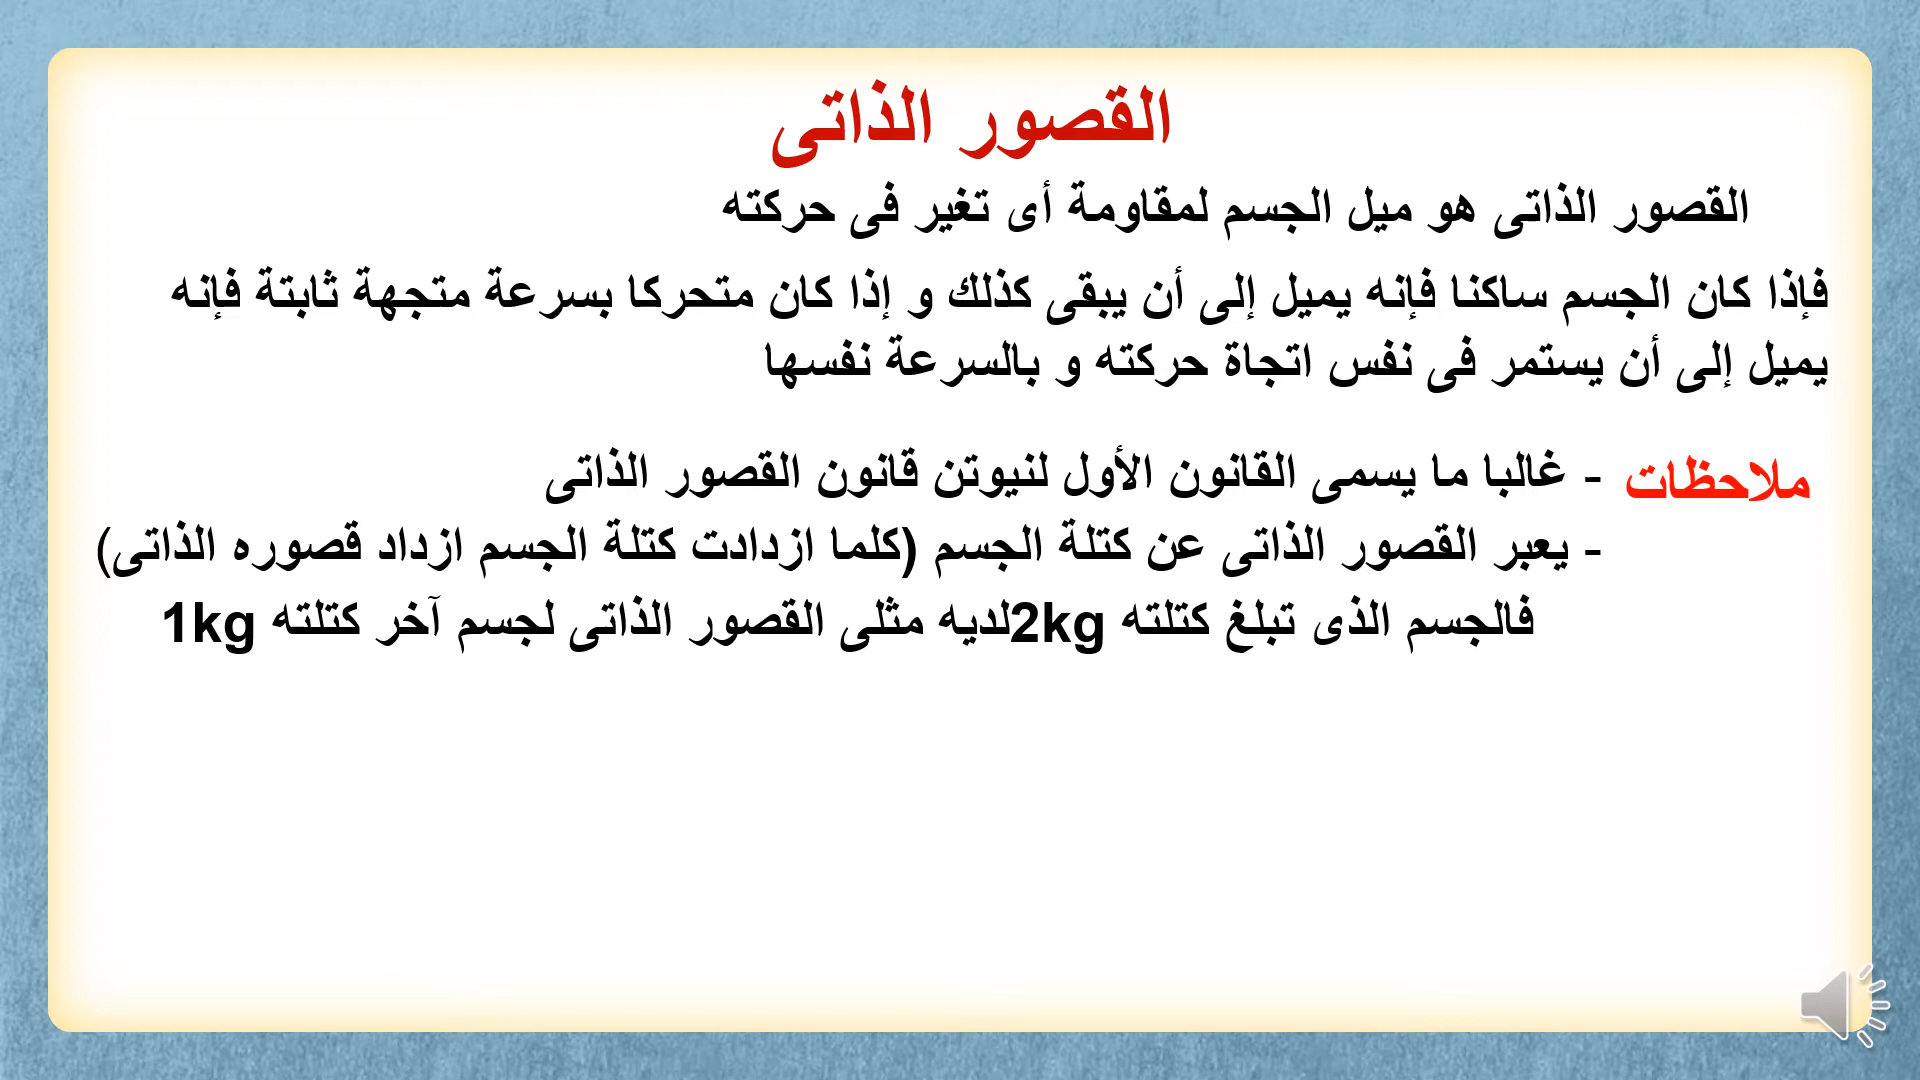 القصور الذاتى
القصور الذاتى هو ميل الجسم لمقاومة أى تغير فى حركته
فإذا كان الجسم ساكنا فإنه يميل إلى أن يبقى كذلك و إذا كان متحركا بسرعة متجهة ثابتة فإنه
يميل إلى أن يستمر فى نفس اتجاة حركته و بالسرعة نفسها
ملاحظات - غالبا ما يسمى القانون الأول لنيوتن قانون القصور الذاتى
- يعبر القصور الذاتى عن كتلة الجسم (كلما ازدادت كتلة الجسم ازداد قصوره الذاتى)
فالجسم الذى تبلغ كتلته 2kg لديه مثلى القصور الذاتى لجسم آخر كتلته 1kg